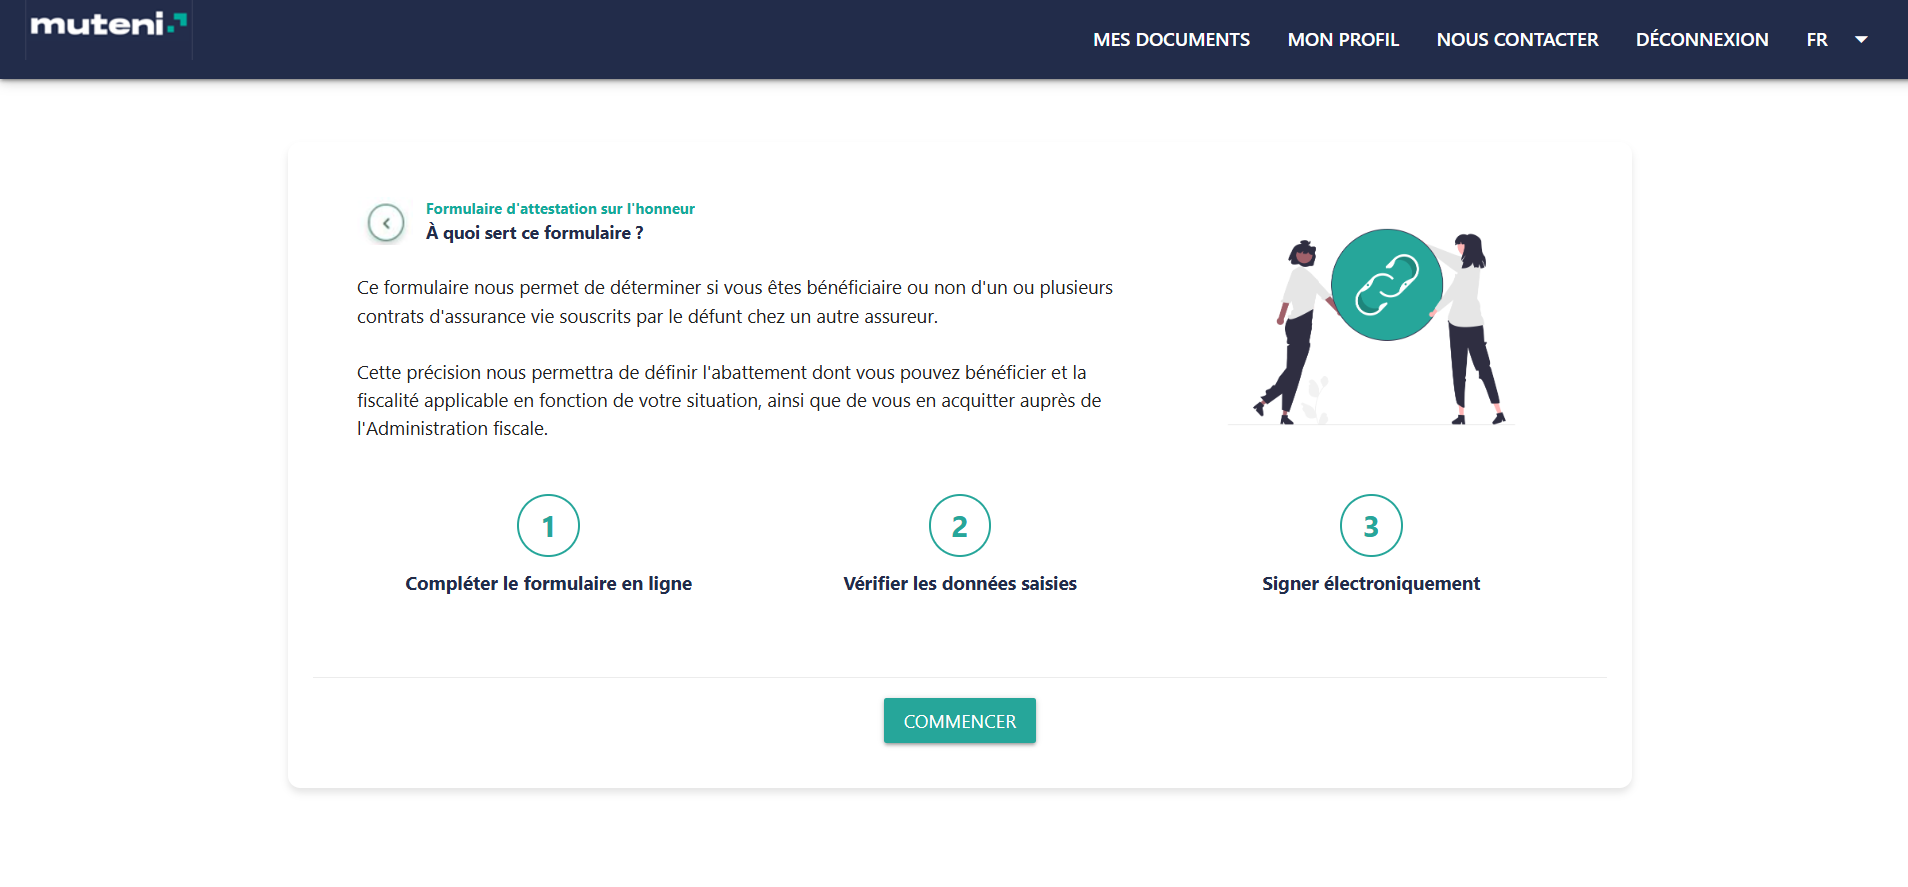 muteni
MES DOCUMENTS MON PROFIL NOUS CONTACTER DÉCONNEXION FR
Formulaire d'attestation sur l'honneur
À quoi sert ce formulaire ?
Ce formulaire nous permet de déterminer si vous êtes bénéficiaire ou non d'un ou plusieurs
contrats d'assurance vie souscrits par le défunt chez un autre assureur.
Cette précision nous permettra de définir l'abattement dont vous pouvez bénéficier et la
fiscalité applicable en fonction de votre situation, ainsi que de vous en acquitter auprès de
l'Administration fiscale.
1
Compléter le formulaire en ligne
2
Vérifier les données saisies
3
Signer électroniquement
COMMENCER